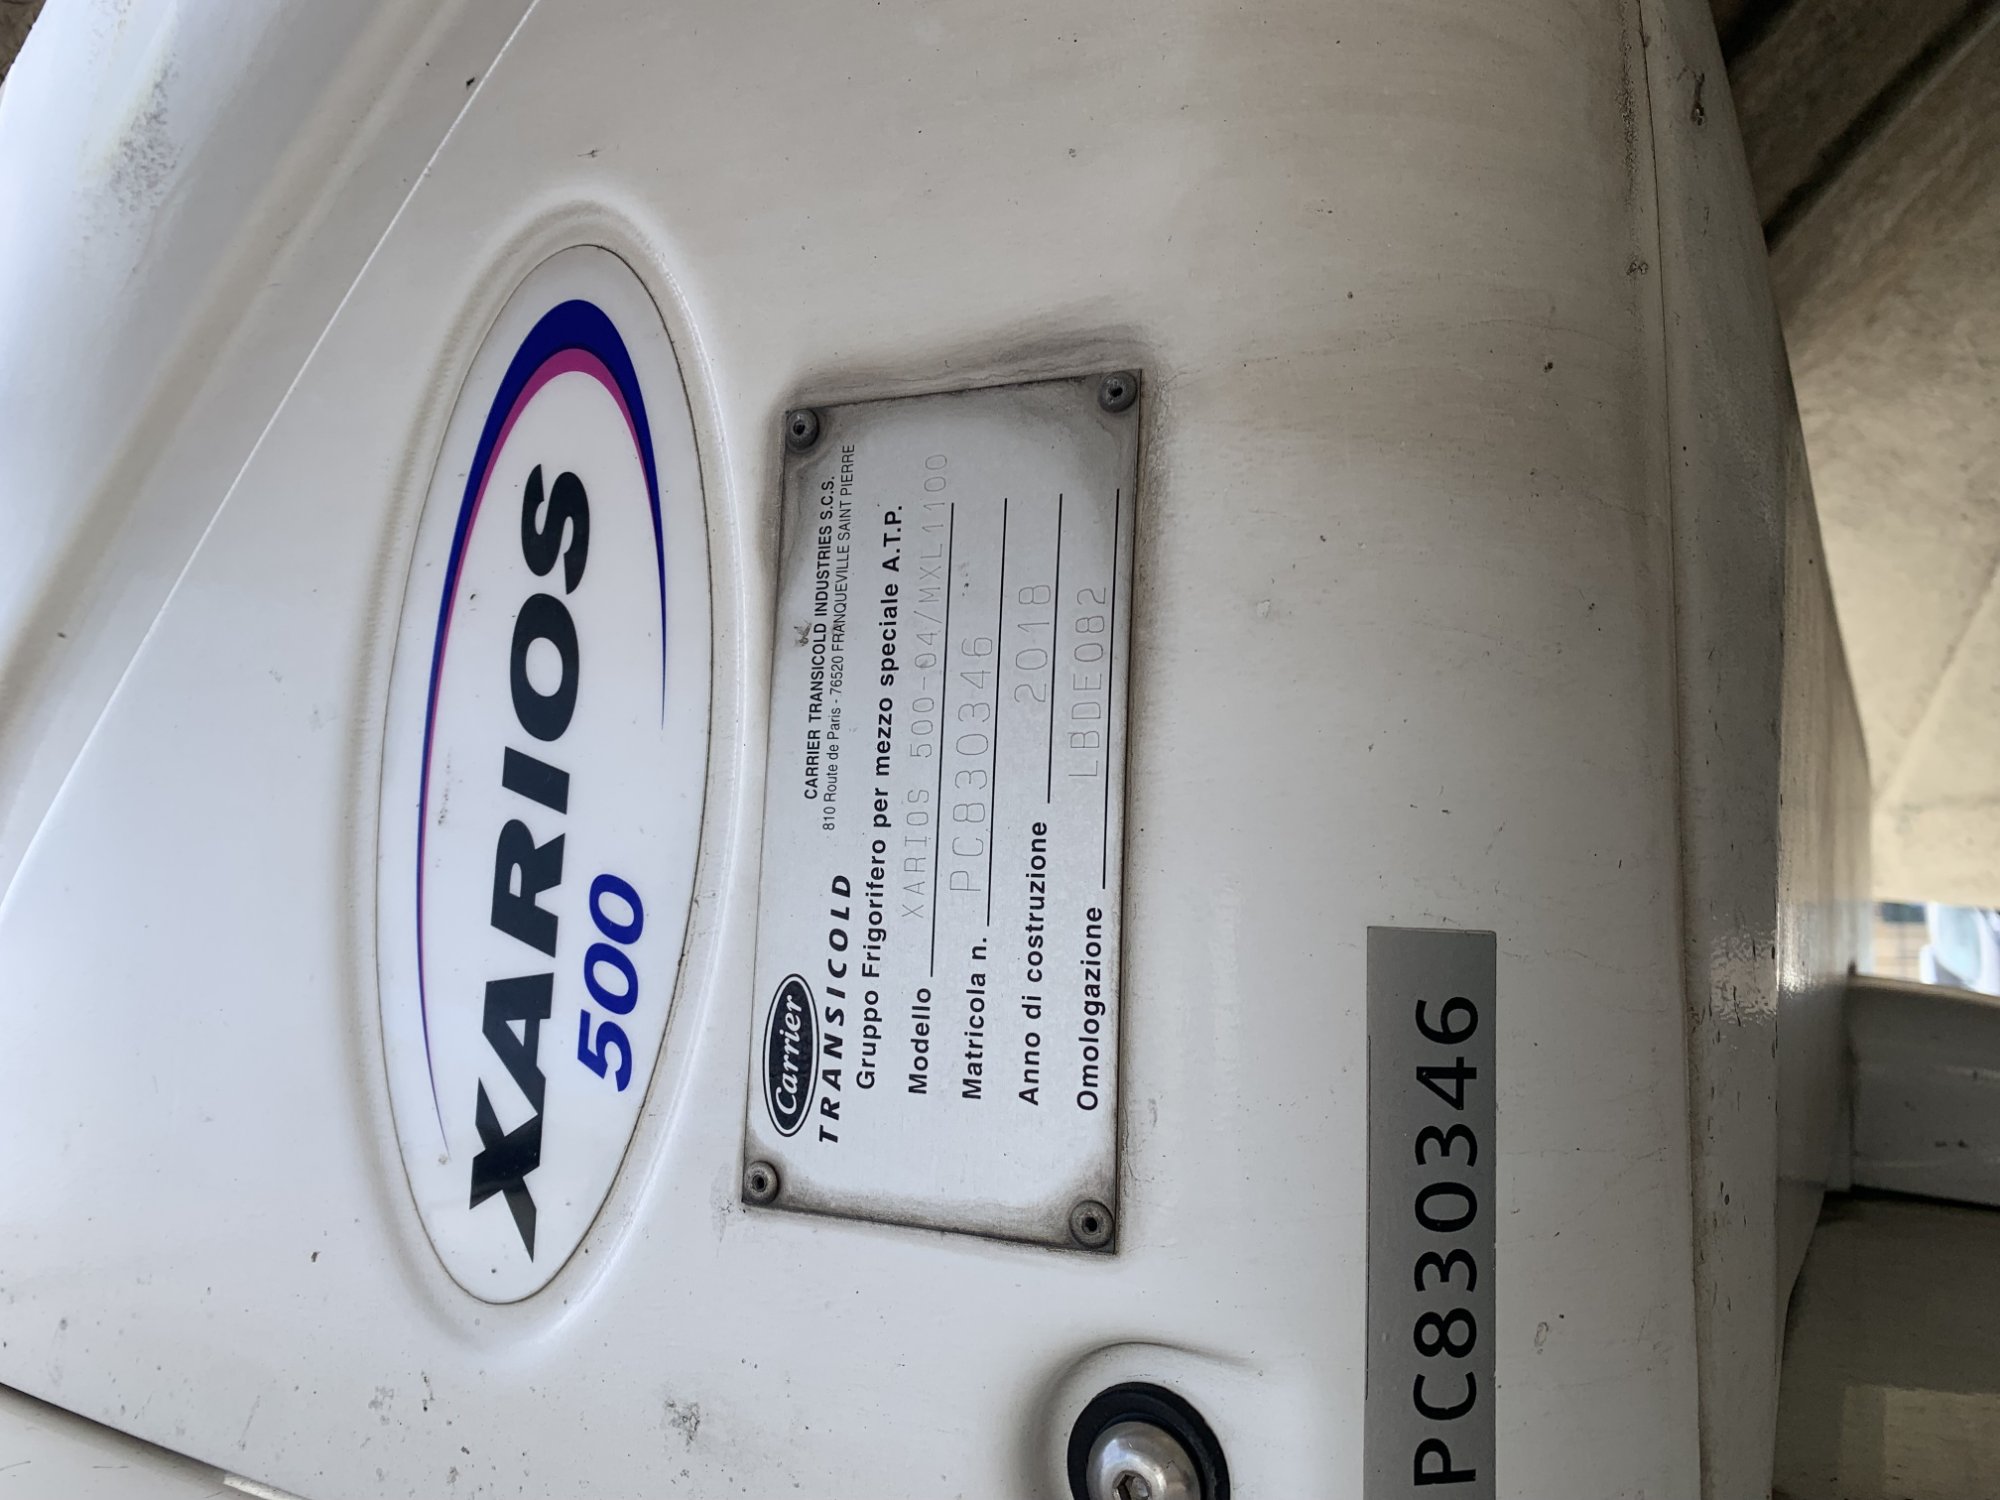 XARIOS
500
Carrier
TRANSICOLD
CARRIER TRANSICOLD INDUSTRIES S.C.S.
810 Route de Paris - 76520 FRANQUEVILLE SAINT PIERRE
Gruppo Frigorifero per mezzo speciale A.T.P.
Modello XARIOS 500-04/MXL1100
Matricola n. PC830346
Anno di costruzione 2018
Omologazione LBDE082
PC830346